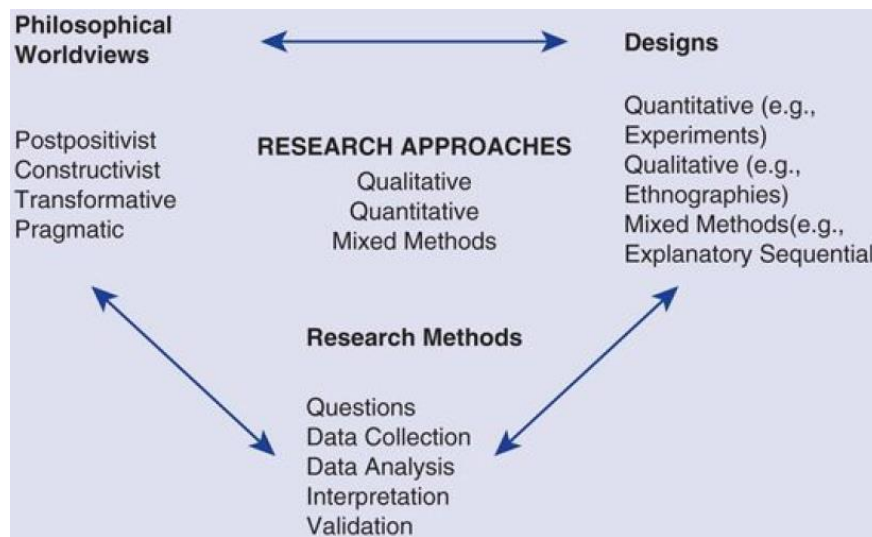 Philosophical
Worldviews
Postpositivist
Constructivist
Transformative
Pragmatic
RESEARCH APPROACHES
Qualitative
Quantitative
Mixed Methods
Designs
Quantitative (e.g.,
Experiments)
Qualitative (e.g.,
Ethnographies)
Mixed Methods(e.g.,
Explanatory Sequential
Research Methods
Questions
Data Collection
Data Analysis
Interpretation
Validation